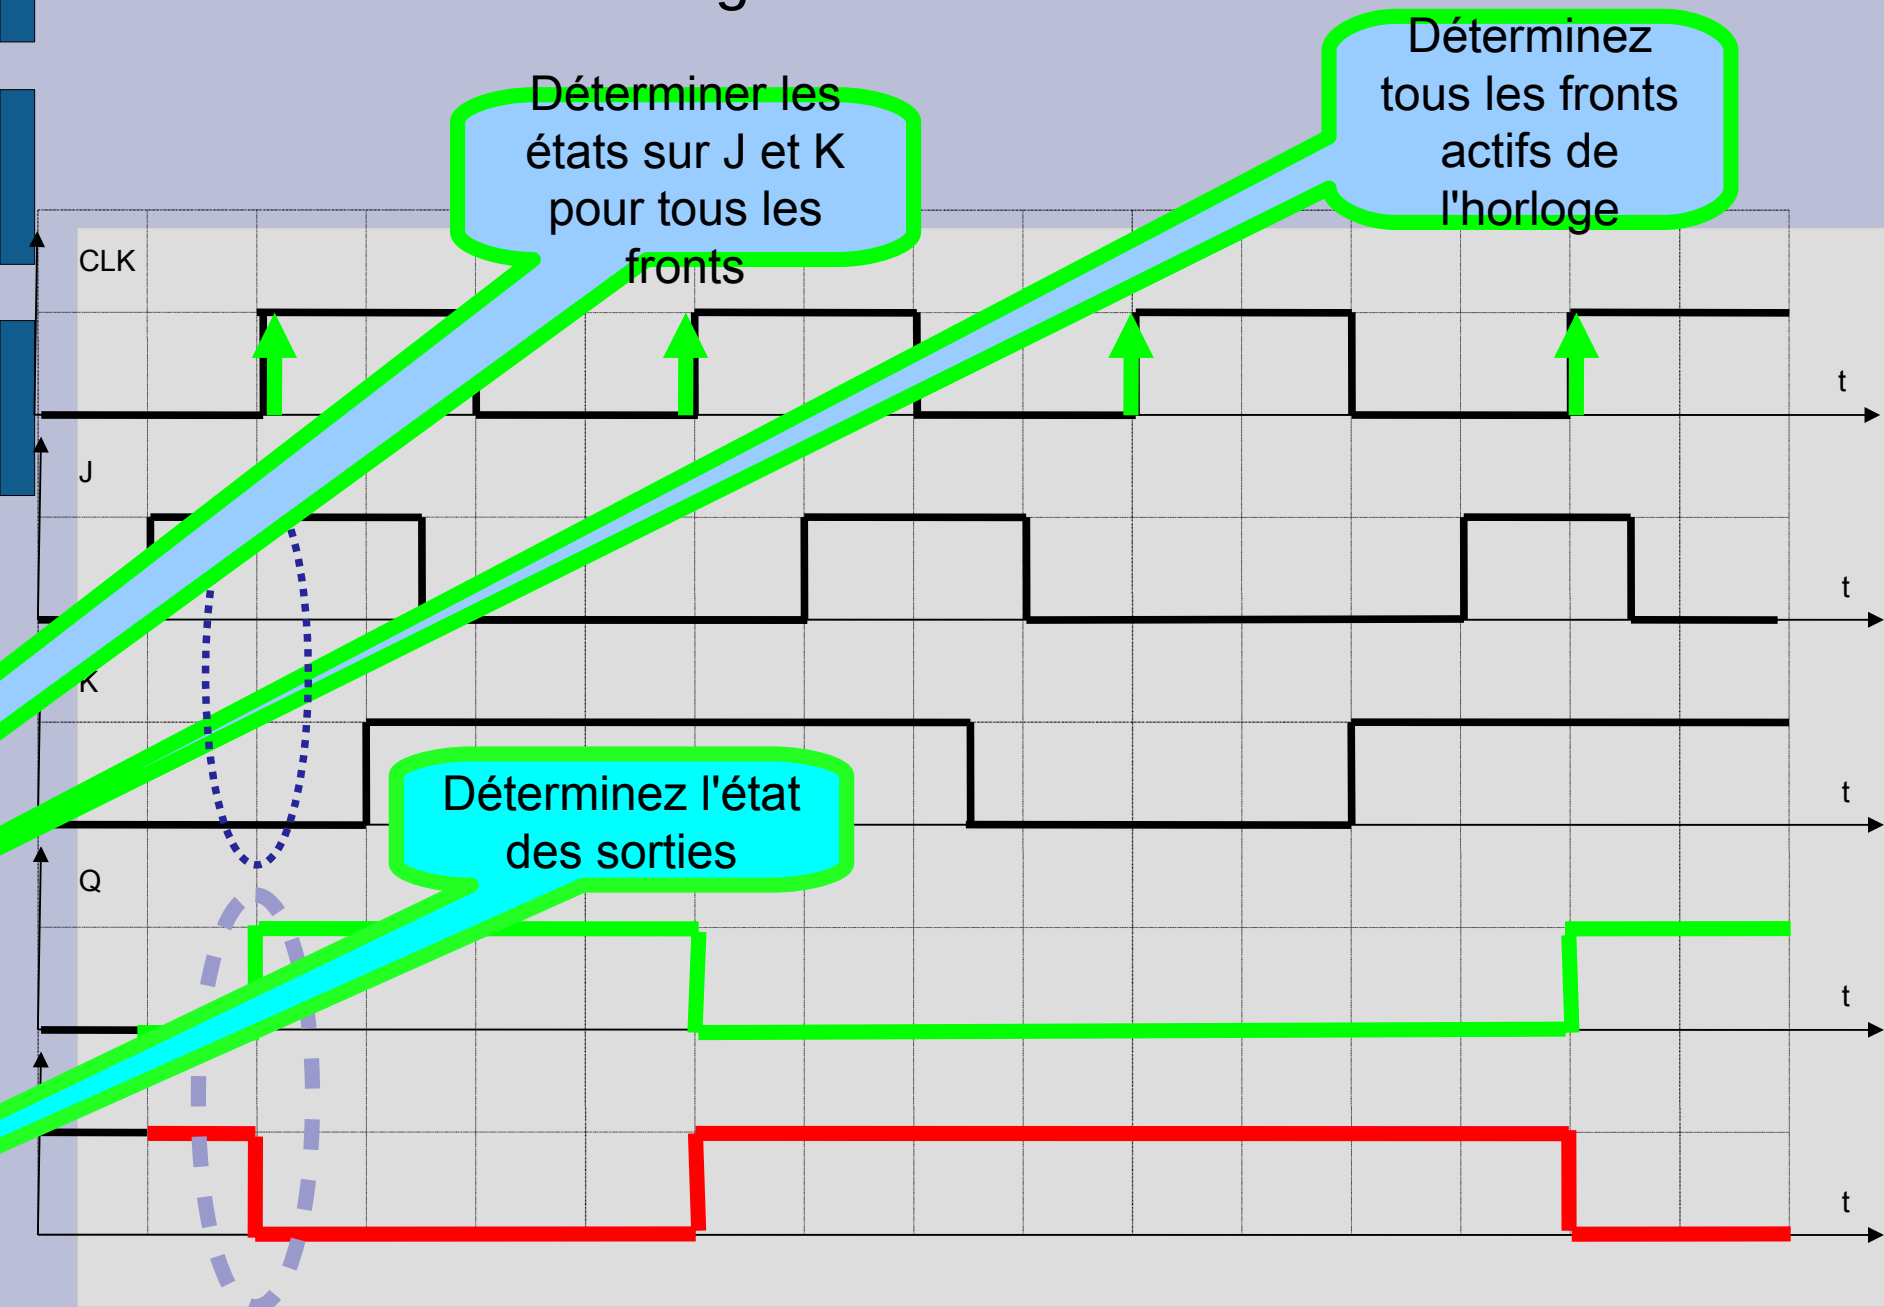 g
Déterminez
tous les fronts
actifs de
l'horloge
Déterminer les
états sur J et K
pour tous les
fronts
CLK
t
J
t
K
t
Déterminez l'état
des sorties
Q
t
t